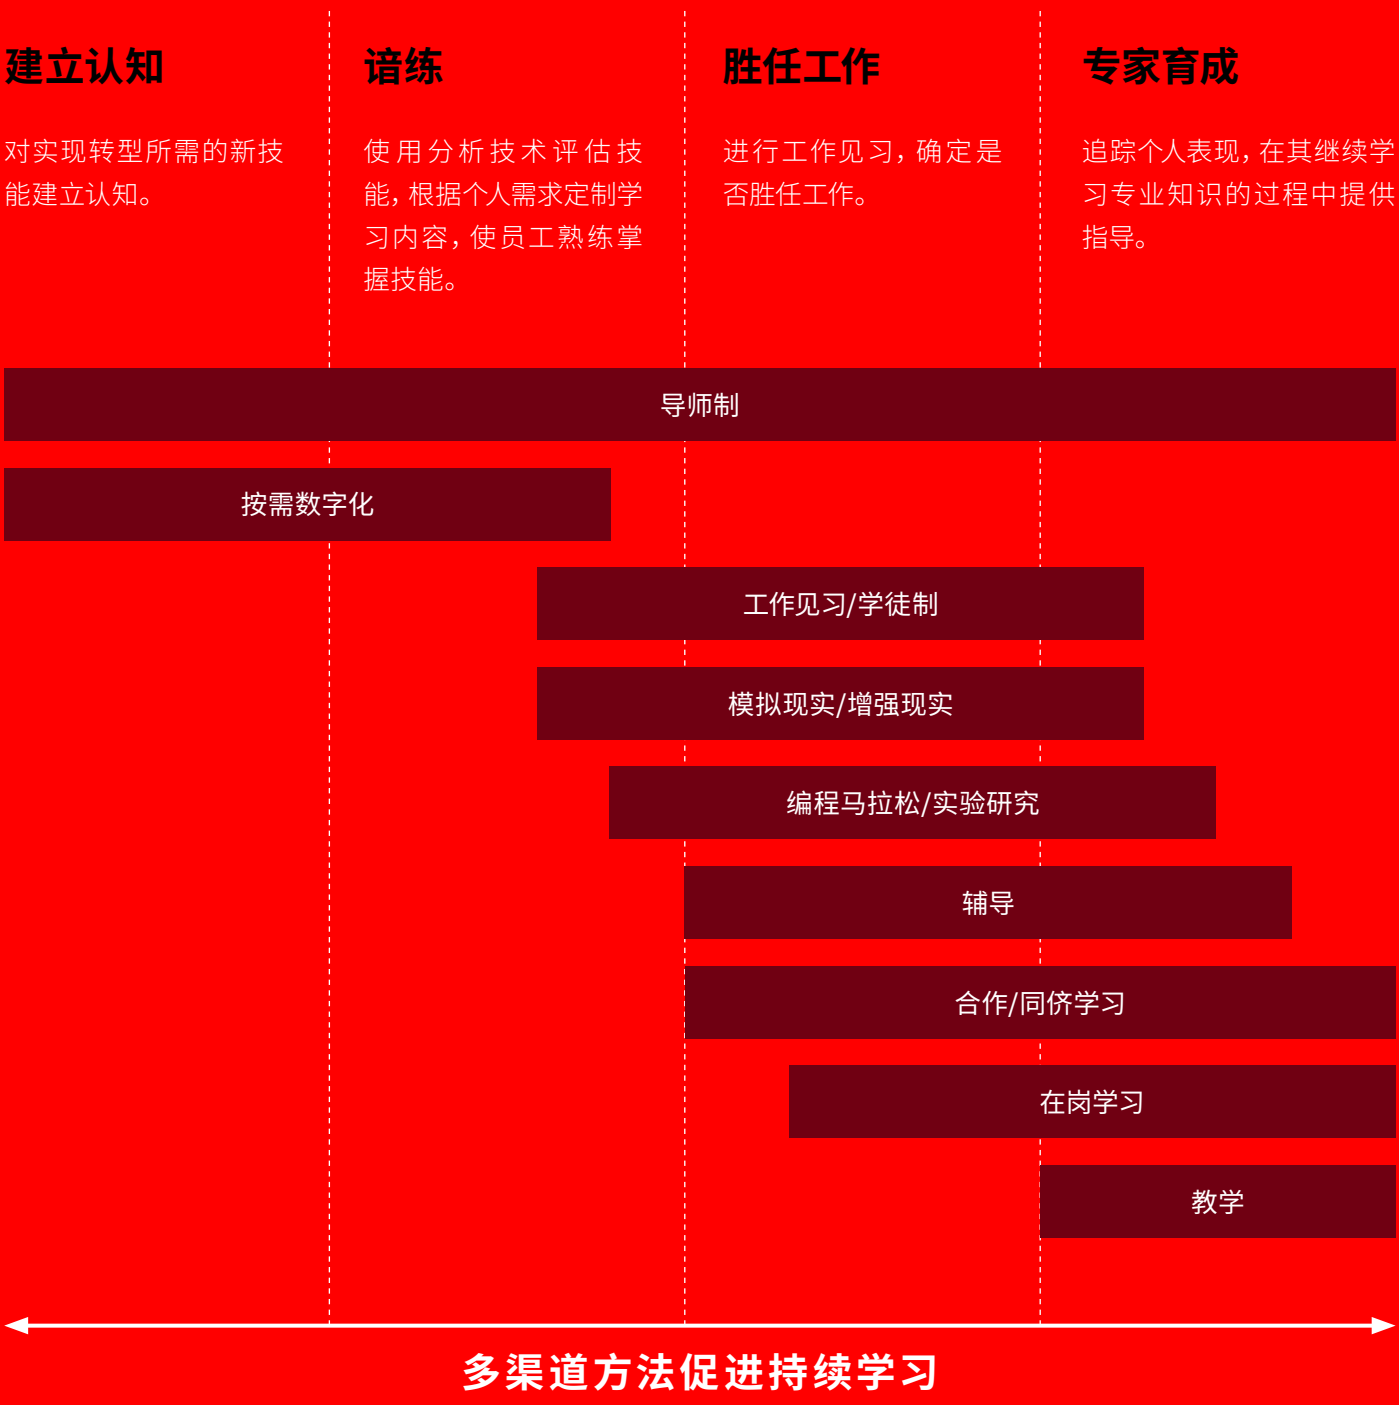 建立认知
对实现转型所需的新技
能建立认知。
谙练
使用分析技术评估技
能，根据个人需求定制学
习内容，使员工熟练掌
握技能。
胜任工作
进行工作见习，确定是
否胜任工作。
专家育成
追踪个人表现，在其继续学
习专业知识的过程中提供
指导。
导师制
按需数字化
工作见习/学徒制
模拟现实/增强现实
编程马拉松/实验研究
辅导
合作/同侪学习
在岗学习
教学
多渠道方法促进持续学习